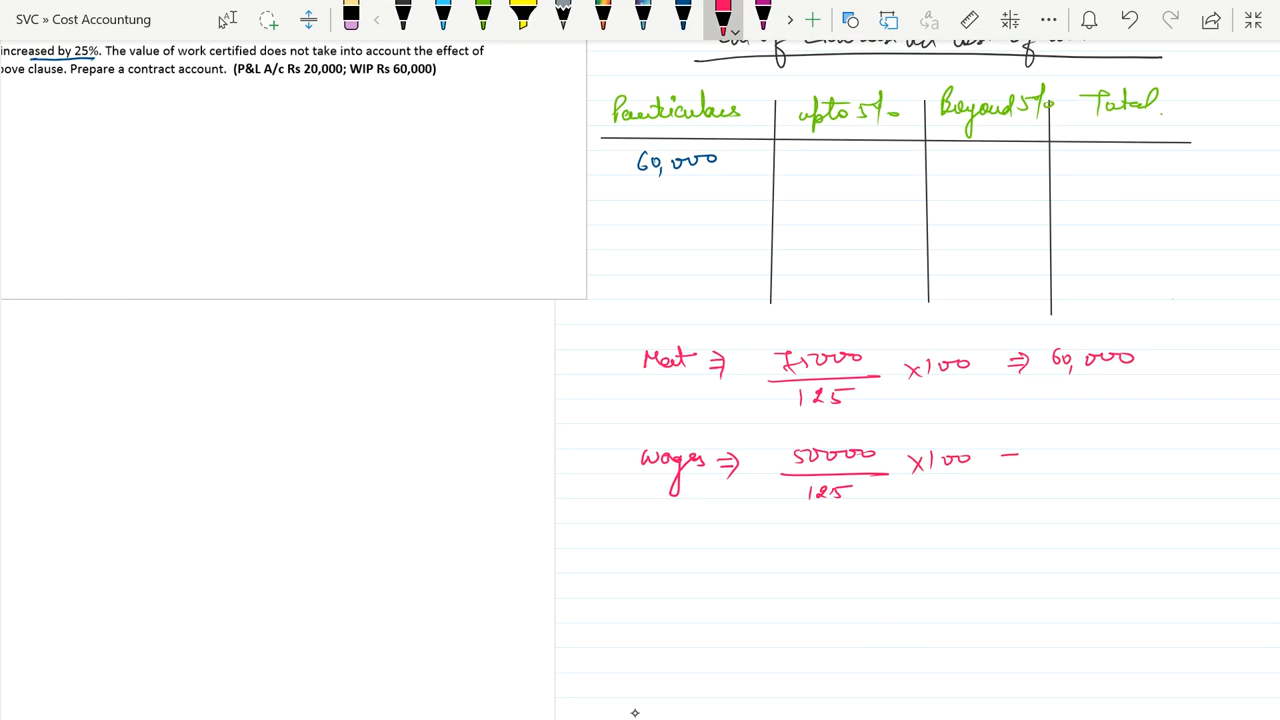 SVC » Cost Accountung
increased by 25%. The value of work certified does not take into account the effect of
bove clause. Prepare a contract account. (P&L A/c Rs 20,000; WIP Rs 60,000)
Particulars upto 5% Beyond 5% Total.
60,000
Mat ⇒ 75000 / 125 ×100 ⇒ 60,000
Wages ⇒ 50000 / 125 ×100 –